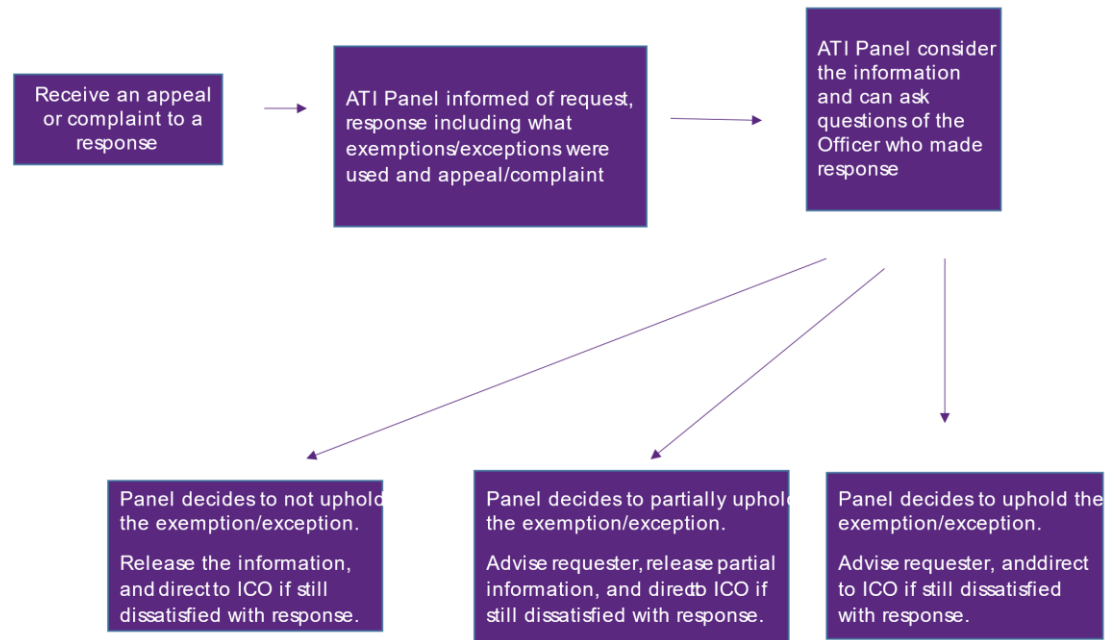 Receive an appeal
or complaint to a
response
ATI Panel informed of request,
response including what
exemptions/exceptions were
used and appeal/complaint
ATI Panel consider
the information
and can ask
questions of the
Officer who made
response
Panel decides to not uphold
the exemption/exception.
Release the information,
and direct to ICO if still
dissatisfied with response.
Panel decides to partially uphold
the exemption/exception.
Advise requester, release partial
information, and direct to ICO if
still dissatisfied with response.
Panel decides to uphold the
exemption/exception.
Advise requester, and direct
to ICO if still dissatisfied
with response.